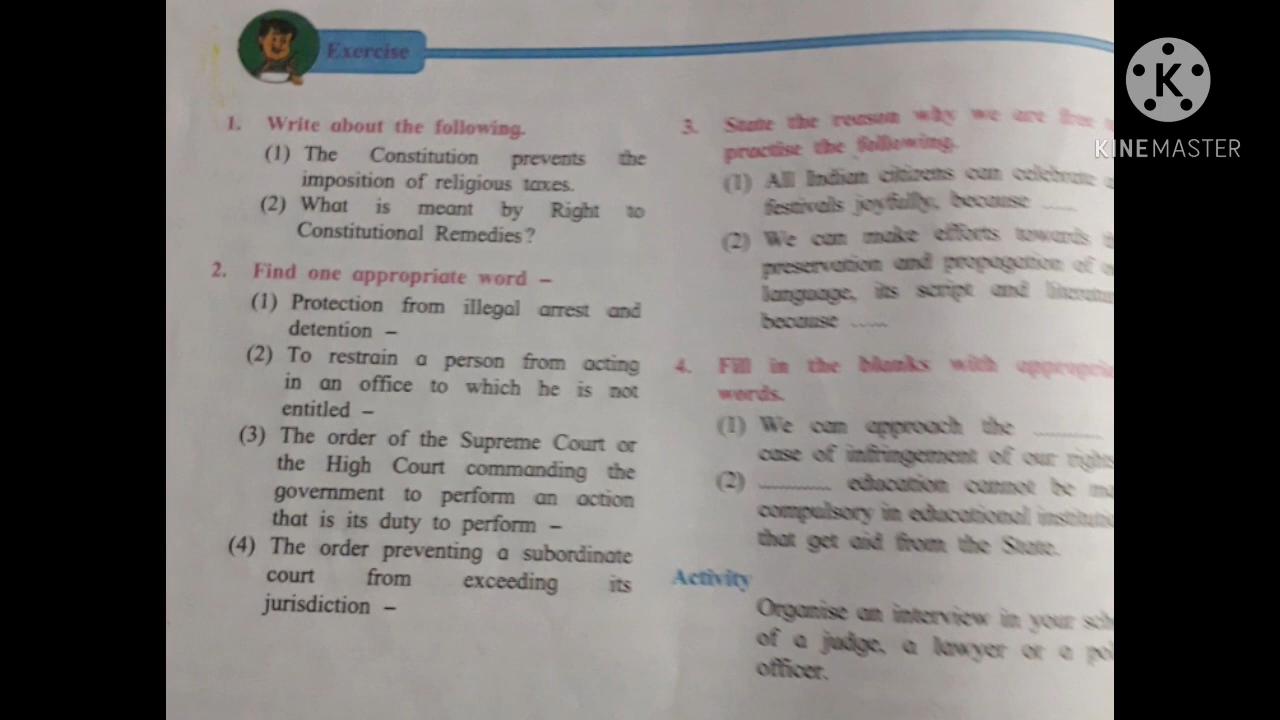 Exercise
1. Write about the following.
(1) The Constitution prevents the
imposition of religious taxes.
(2) What is meant by Right to
Constitutional Remedies?
2. Find one appropriate word –
(1) Protection from illegal arrest and
detention –
(2) To restrain a person from acting
in an office to which he is not
entitled –
(3) The order of the Supreme Court or
the High Court commanding the
government to perform an action
that is its duty to perform –
(4) The order preventing a subordinate
court from exceeding its
jurisdiction –
3. State the reason why we are free
practise the following.
(1) All Indian citizens can celebrate
festivals joyfully, because .....
(2) We can make efforts towards
preservation and propagation of
language, its script and
because .....
4. Fill in the blanks with
words.
(1) We can approach the ..........
case of infringement of our
(2) .......... education cannot be
compulsory in educational
that get aid from the State.
Activity
Organise an interview in your
of a judge, a lawyer or a
officer.
K
KINEMASTER